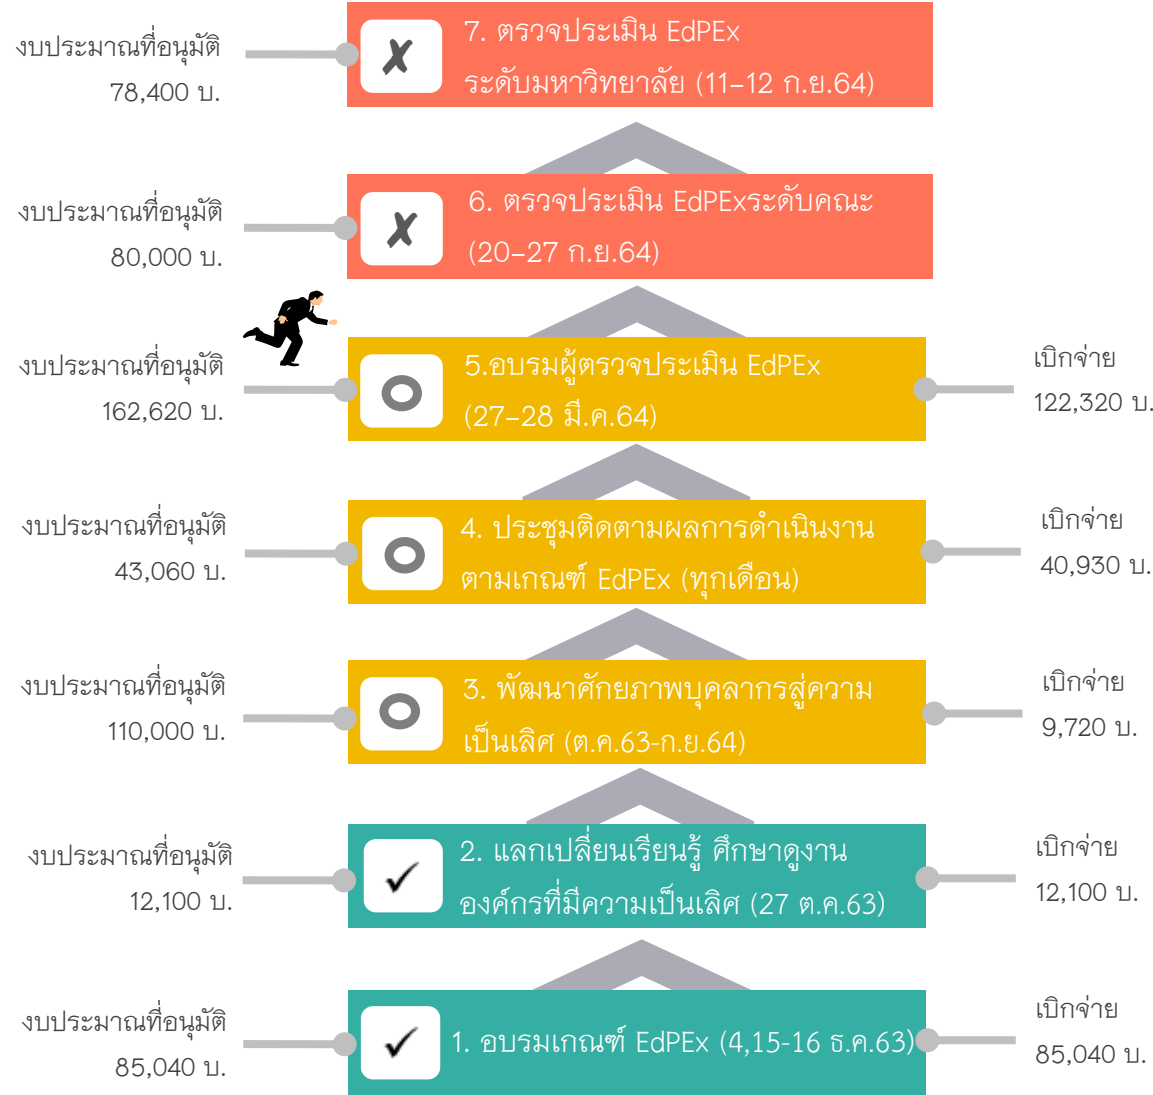 งบประมาณที่อนุมัติ
78,400 บ.
7. ตรวจประเมิน EdPEx
ระดับมหาวิทยาลัย (11–12 ก.ย.64)
งบประมาณที่อนุมัติ
80,000 บ.
6. ตรวจประเมิน EdPExระดับคณะ
(20–27 ก.ย.64)
งบประมาณที่อนุมัติ
162,620 บ.
5.อบรมผู้ตรวจประเมิน EdPEx
(27–28 มี.ค.64)
เบิกจ่าย
122,320 บ.
งบประมาณที่อนุมัติ
43,060 บ.
4. ประชุมติดตามผลการดำเนินงาน
ตามเกณฑ์ EdPEx (ทุกเดือน)
เบิกจ่าย
40,930 บ.
งบประมาณที่อนุมัติ
110,000 บ.
3. พัฒนาศักยภาพบุคลากรสู่ความ
เป็นเลิศ (ต.ค.63-ก.ย.64)
เบิกจ่าย
9,720 บ.
งบประมาณที่อนุมัติ
12,100 บ.
2. แลกเปลี่ยนเรียนรู้ ศึกษาดูงาน
องค์กรที่มีความเป็นเลิศ (27 ต.ค.63)
เบิกจ่าย
12,100 บ.
งบประมาณที่อนุมัติ
85,040 บ.
1. อบรมเกณฑ์ EdPEx (4,15-16 ธ.ค.63)
เบิกจ่าย
85,040 บ.